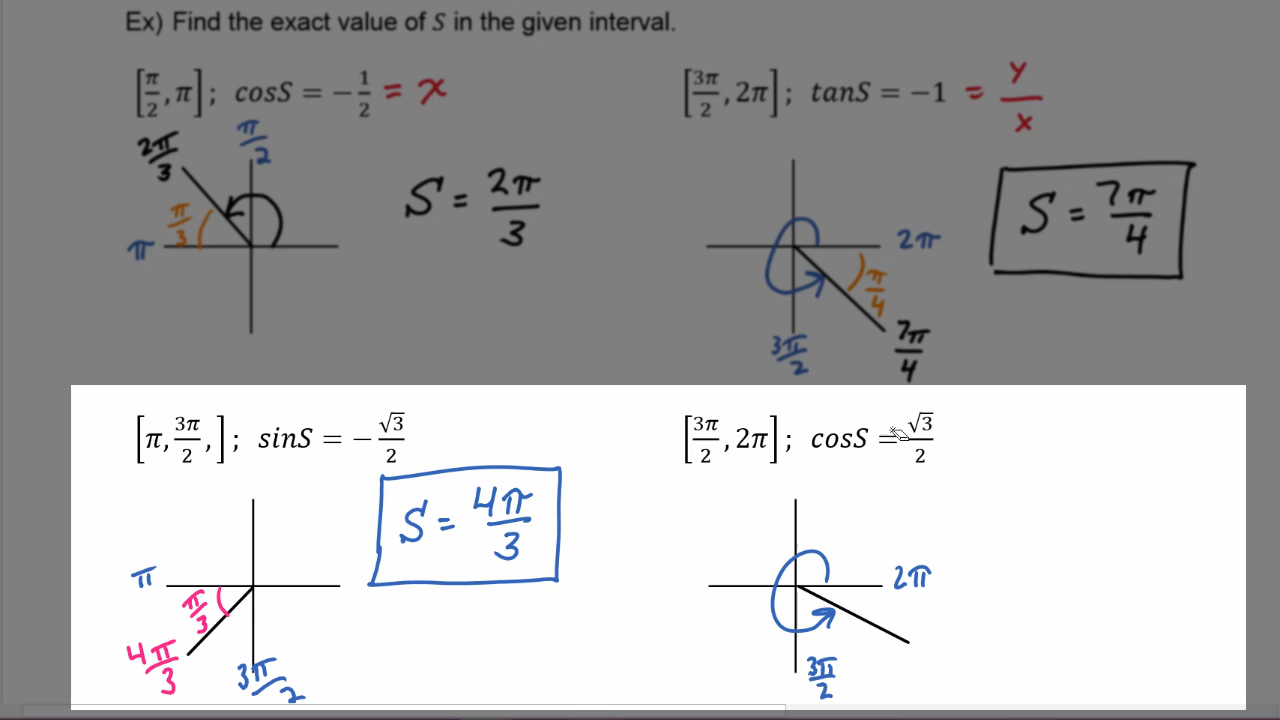 Ex) Find the exact value of S in the given interval.
[π/2, π]; cosS = −1/2 = x
[3π/2, 2π]; tanS = −1 = y/x
π/2
2π/3
π/3
π
S = 2π/3
2π
π/4
3π/2
7π/4
S = 7π/4
[π, 3π/2, ]; sinS = −√3/2
[3π/2, 2π]; cosS = √3/2
S = 4π/3
π
π/3
4π/3
3π/2
2π
3π/2